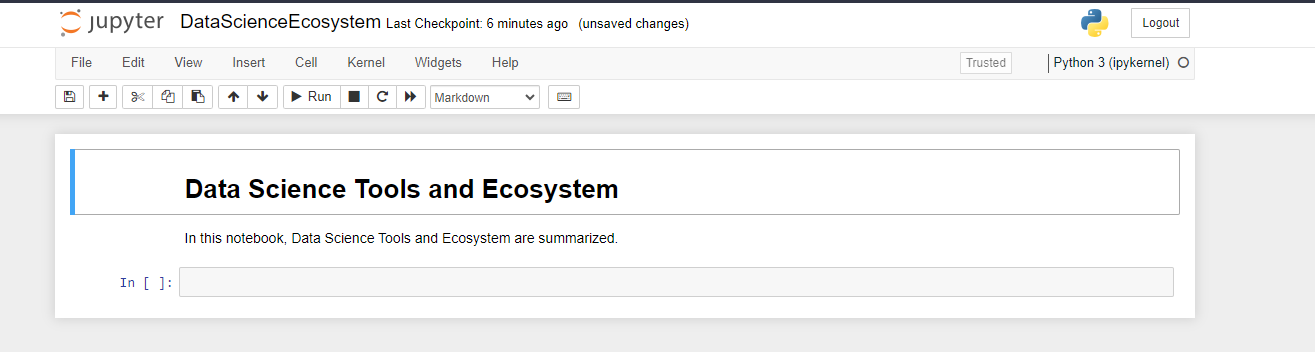 jupyter DataScienceEcosystem Last Checkpoint: 6 minutes ago (unsaved changes) Logout
File Edit View Insert Cell Kernel Widgets Help Trusted Python 3 (ipykernel)
Run Markdown
Data Science Tools and Ecosystem
In this notebook, Data Science Tools and Ecosystem are summarized.
In [ ]: